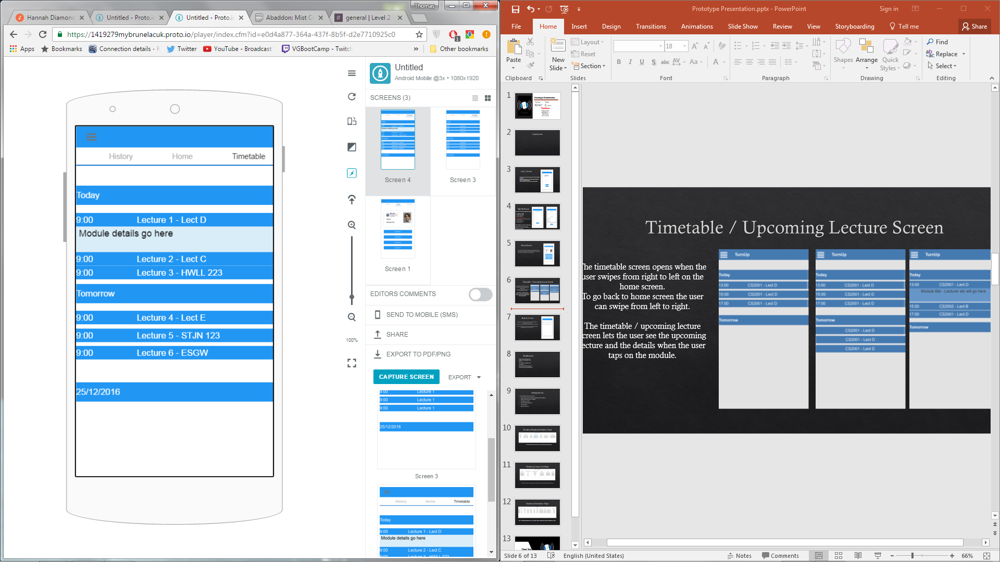 Thomas
Hannah Diamond
Untitled - Proto.i
Untitled - Proto.io
Abaddon: Mist C
general | Level 2
https://1419279mybrunelacuk.proto.io/player/index.cfm?id=e0d4a877-364a-437f-8b5f-d2e7710925c0
1
Apps
Bookmarks
Connection details - F
Twitter
YouTube - Broadcast
VGBootCamp - Twitch
»
Other bookmarks
History
Home
Timetable
Today
9:00 Lecture 1 - Lect D
Module details go here
9:00 Lecture 2 - Lect C
9:00 Lecture 3 - HWLL 223
Tomorrow
9:00 Lecture 4 - Lect E
9:00 Lecture 5 - STJN 123
9:00 Lecture 6 - ESGW
25/12/2016
100%
Untitled
Android Mobile @3x • 1080x1920
SCREENS (3)
Screen 4
Screen 3
Screen 1
EDITORS COMMENTS
SEND TO MOBILE (SMS)
SHARE
EXPORT TO PDF/PNG
CAPTURE SCREEN
EXPORT
9:00 Lecture 1
9:00 Lecture 1
9:00 Lecture 1
25/12/2016
Screen 3
History Home Timetable
Today
9:00 Lecture 1 - Lect D
Module details go here
9:00 Lecture 2 - Lect C
9:00 Lecture 3 - HWLL 223
Prototype Presentation.pptx - PowerPoint
Sign in
File
Home
Insert
Design
Transitions
Animations
Slide Show
Review
View
Storyboarding
Tell me
Share
Paste
Clipboard
New
Slide
Layout
Reset
Section
Slides
18
B I U S abc AV Aa A
Font
Paragraph
Shapes
Arrange
Quick
Styles
Drawing
Find
Replace
Select
Editing
1
2
3
4
5
6
7
8
9
10
11
12
13
Timetable / Upcoming Lecture Screen
he timetable screen opens when the
user swipes from right to left on the
home screen.
To go back to home screen the user
can swipe from left to right.
The timetable / upcoming lecture
creen lets the user see the upcoming
ecture and the details when the user
taps on the module.
TurnUp
Today
13:00 CS2001 - Lect D
15:00 CS2001 - Lect D
17:00 CS2001 - Lect D
Tomorrow
TurnUp
Today
13:00 CS2001 - Lect D
15:00 CS2001 - Lect D
17:00 CS2001 - Lect D
Tomorrow
CS2001 - Lect D
CS2001 - Lect D
CS2001 - Lect D
TurnUp
Today
13:00 CS2001 - Lect D
Module title - Lecturer etc will go here
15:00 CS2002 - Lect B
17:00 CS2001 - Lect D
Tomorrow
Slide 6 of 13
English (United States)
Notes
Comments
66%